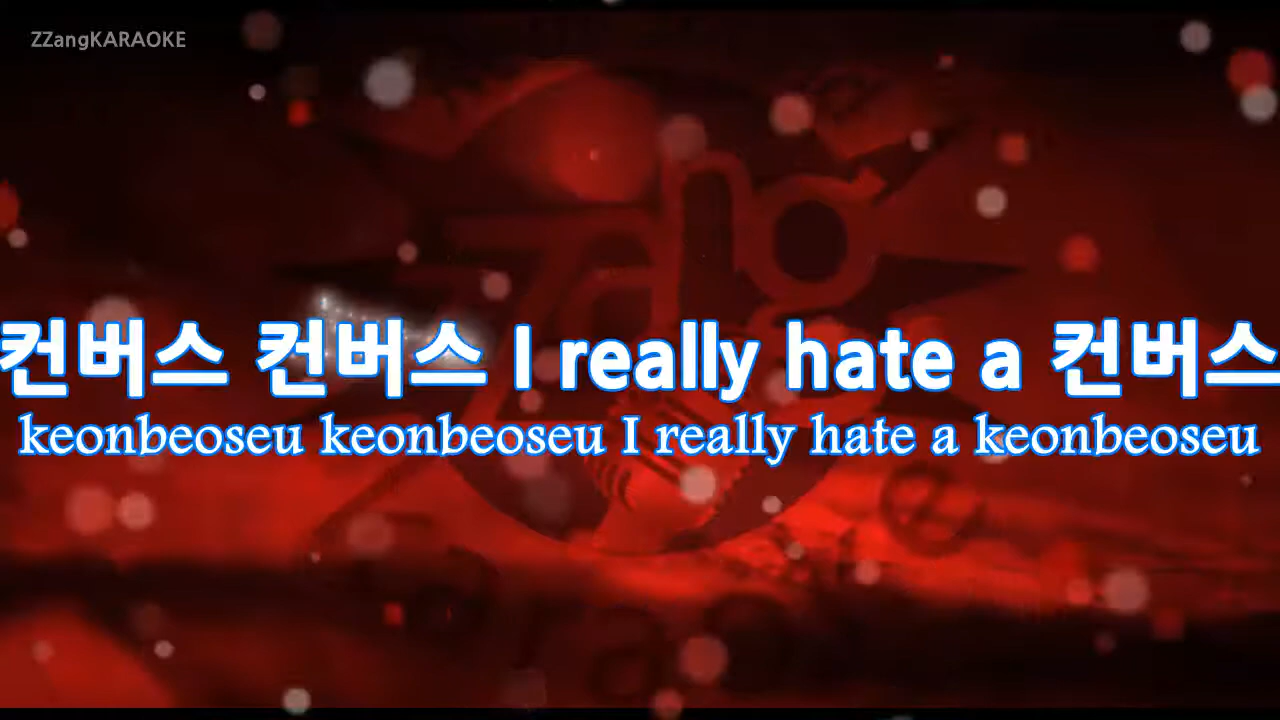 ZZangKARAOKE
컨버스 컨버스 I really hate a 컨버스
keonbeoseu keonbeoseu I really hate a keonbeoseu